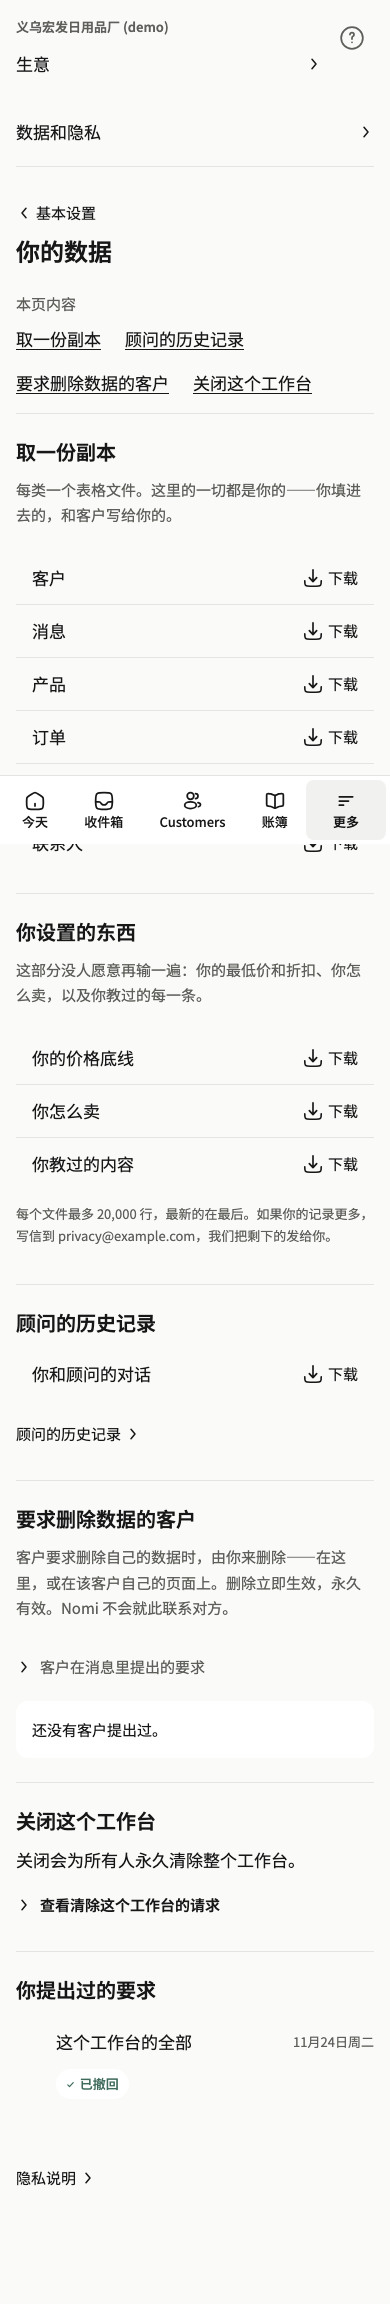 义乌宏发日用品厂 (demo)
生意
数据和隐私
基本设置
你的数据
本页内容
取一份副本 顾问的历史记录
要求删除数据的客户 关闭这个工作台
取一份副本
每类一个表格文件。这里的一切都是你的——你填进
去的，和客户写给你的。
客户 下载
消息 下载
产品 下载
订单 下载
今天 收件箱 Customers 账簿 更多
联系人 下载
你设置的东西
这部分没人愿意再输一遍：你的最低价和折扣、你怎
么卖，以及你教过的每一条。
你的价格底线 下载
你怎么卖 下载
你教过的内容 下载
每个文件最多 20,000 行，最新的在最后。如果你的记录更多，
写信到 privacy@example.com，我们把剩下的发给你。
顾问的历史记录
你和顾问的对话 下载
顾问的历史记录
要求删除数据的客户
客户要求删除自己的数据时，由你来删除——在这
里，或在该客户自己的页面上。删除立即生效，永久
有效。Nomi 不会就此联系对方。
客户在消息里提出的要求
还没有客户提出过。
关闭这个工作台
关闭会为所有人永久清除整个工作台。
查看清除这个工作台的请求
你提出过的要求
这个工作台的全部 11月24日周二
已撤回
隐私说明